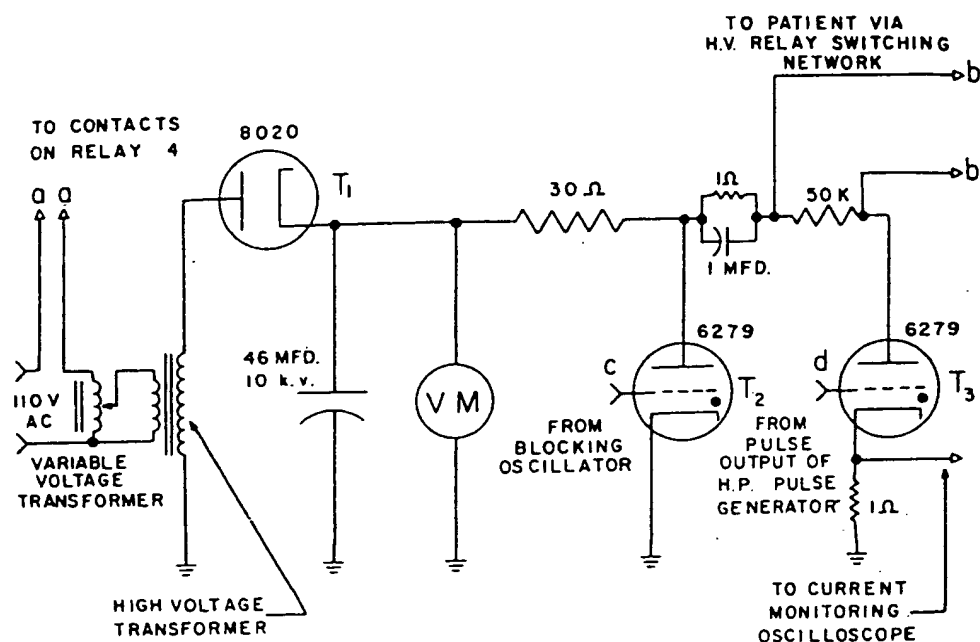 TO PATIENT VIA
H.V. RELAY SWITCHING
NETWORK
b
TO CONTACTS
ON RELAY 4
8020
T1
a a
30 Ω
1Ω
50 K
b
1 MFD.
46 MFD.
10 k.v.
6279
6279
110 V
AC
V M
c
T2
d
T3
FROM
BLOCKING
OSCILLATOR
FROM
PULSE
OUTPUT OF
H.P. PULSE
GENERATOR
1Ω
VARIABLE
VOLTAGE
TRANSFORMER
HIGH VOLTAGE
TRANSFORMER
TO CURRENT
MONITORING
OSCILLOSCOPE